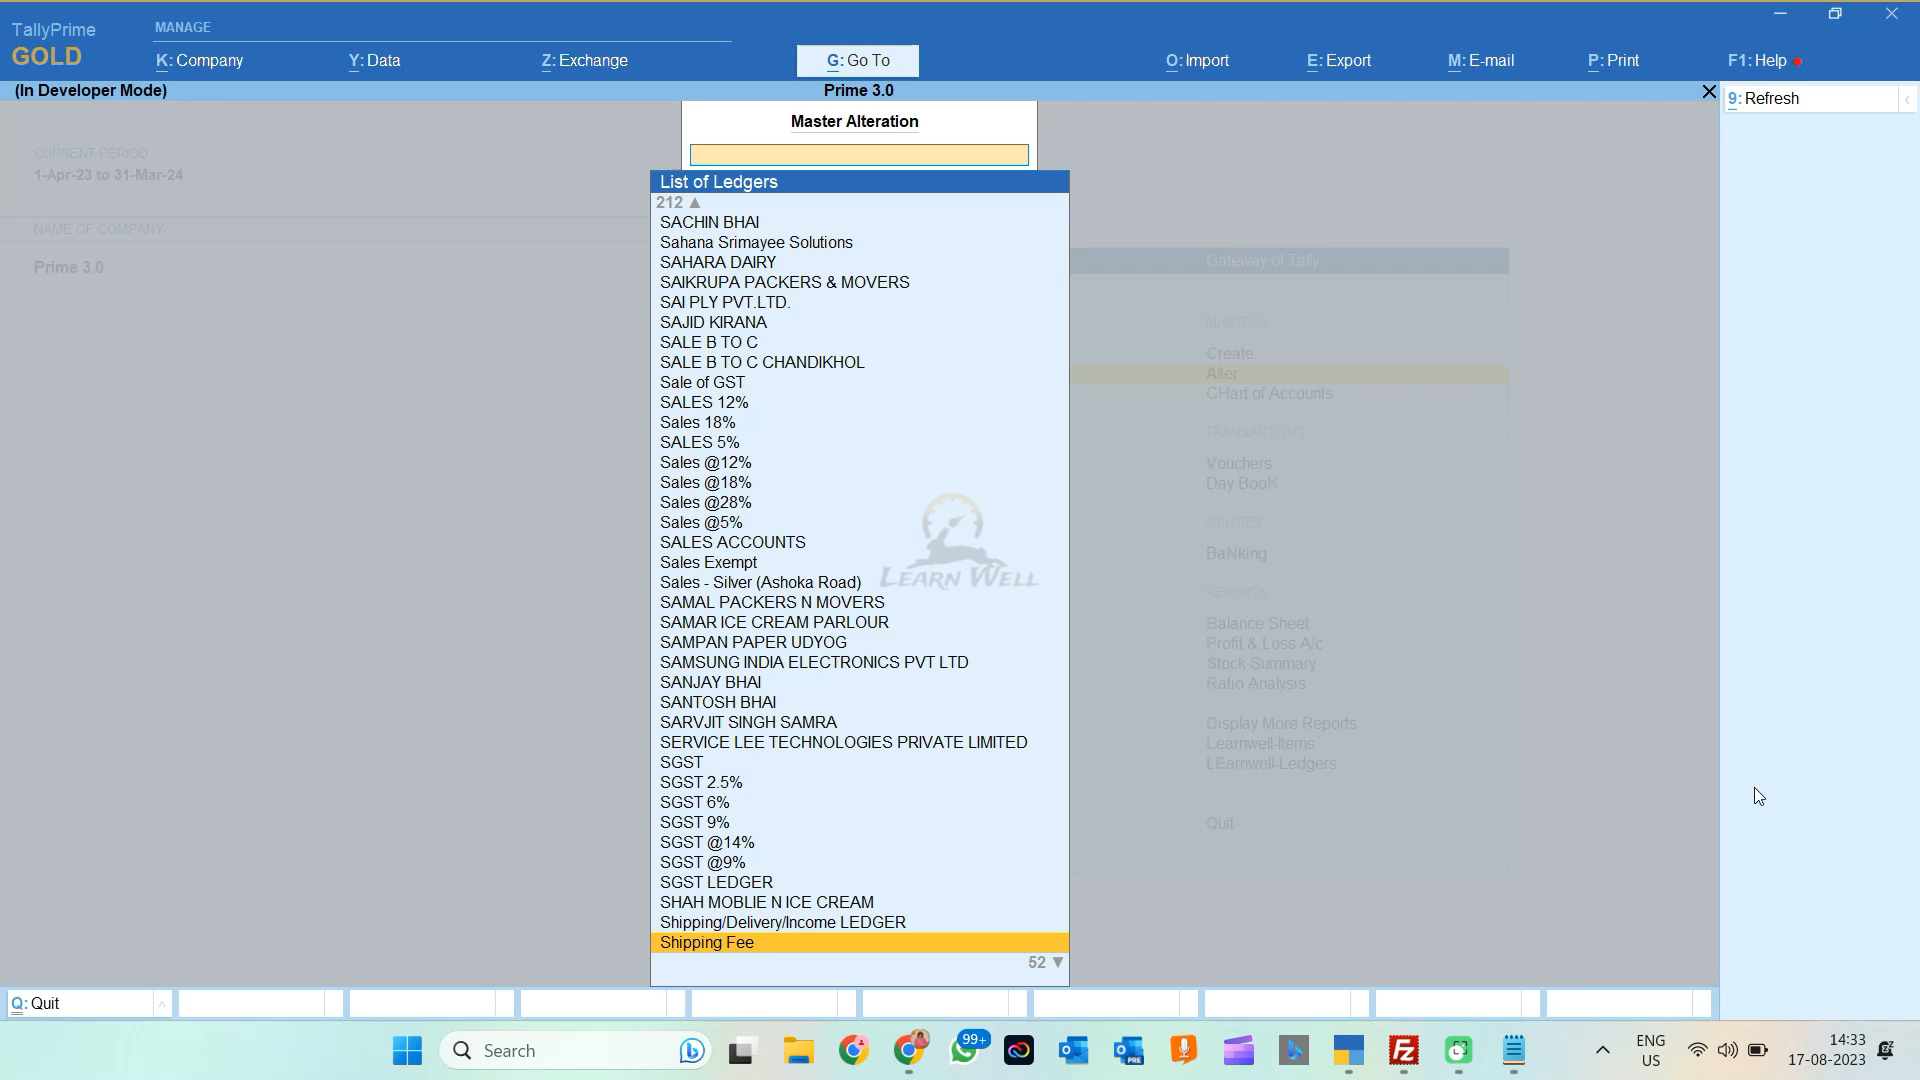 TallyPrime
GOLD
MANAGE
K: Company
Y: Data
Z: Exchange
G: Go To
O: Import
E: Export
M: E-mail
P: Print
F1: Help
(In Developer Mode)
Prime 3.0
9: Refresh
Master Alteration
CURRENT PERIOD
1-Apr-23 to 31-Mar-24
NAME OF COMPANY
Prime 3.0
List of Ledgers
212 ▲
SACHIN BHAI
Sahana Srimayee Solutions
SAHARA DAIRY
SAIKRUPA PACKERS & MOVERS
SAI PLY PVT.LTD.
SAJID KIRANA
SALE B TO C
SALE B TO C CHANDIKHOL
Sale of GST
SALES 12%
Sales 18%
SALES 5%
Sales @12%
Sales @18%
Sales @28%
Sales @5%
SALES ACCOUNTS
Sales Exempt
Sales - Silver (Ashoka Road)
SAMAL PACKERS N MOVERS
SAMAR ICE CREAM PARLOUR
SAMPAN PAPER UDYOG
SAMSUNG INDIA ELECTRONICS PVT LTD
SANJAY BHAI
SANTOSH BHAI
SARVJIT SINGH SAMRA
SERVICE LEE TECHNOLOGIES PRIVATE LIMITED
SGST
SGST 2.5%
SGST 6%
SGST 9%
SGST @14%
SGST @9%
SGST LEDGER
SHAH MOBLIE N ICE CREAM
Shipping/Delivery/Income LEDGER
Shipping Fee
52 ▼
LEARN WELL
Gateway of Tally
MASTERS
Create
Alter
CHart of Accounts
TRANSACTIONS
Vouchers
Day BooK
UTILITIES
BaNking
REPORTS
Balance Sheet
Profit & Loss A/c
Stock Summary
Ratio Analysis
Display More Reports
Learnwell-Items
LEarnwell-Ledgers
Quit
Q: Quit
Search
99+
PRE
ENG
US
14:33
17-08-2023